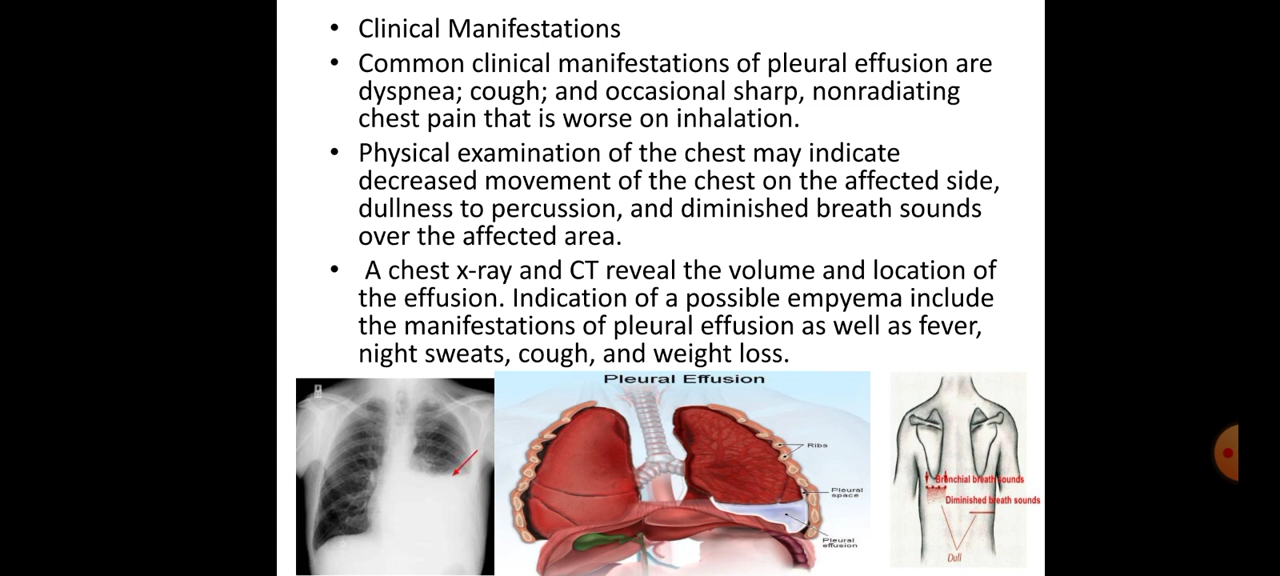 • Clinical Manifestations
• Common clinical manifestations of pleural effusion are
dyspnea; cough; and occasional sharp, nonradiating
chest pain that is worse on inhalation.
• Physical examination of the chest may indicate
decreased movement of the chest on the affected side,
dullness to percussion, and diminished breath sounds
over the affected area.
• A chest x-ray and CT reveal the volume and location of
the effusion. Indication of a possible empyema include
the manifestations of pleural effusion as well as fever,
night sweats, cough, and weight loss.
Pleural Effusion
Ribs
Pleural
space
Pleural
effusion
Bronchial breath sounds
Diminished breath sounds
Dull